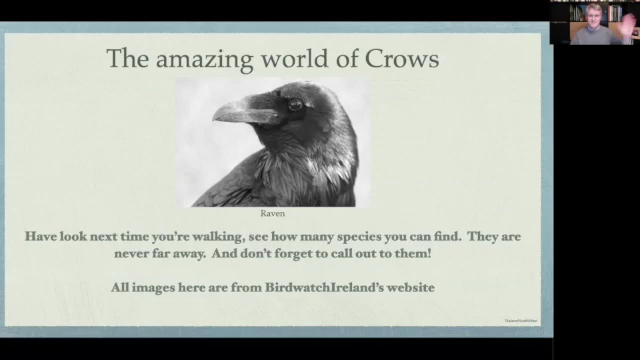 The amazing world of Crows
Raven
Have look next time you're walking, see how many species you can find. They are
never far away. And don't forget to call out to them!
All images here are from BirdwatchIreland's website